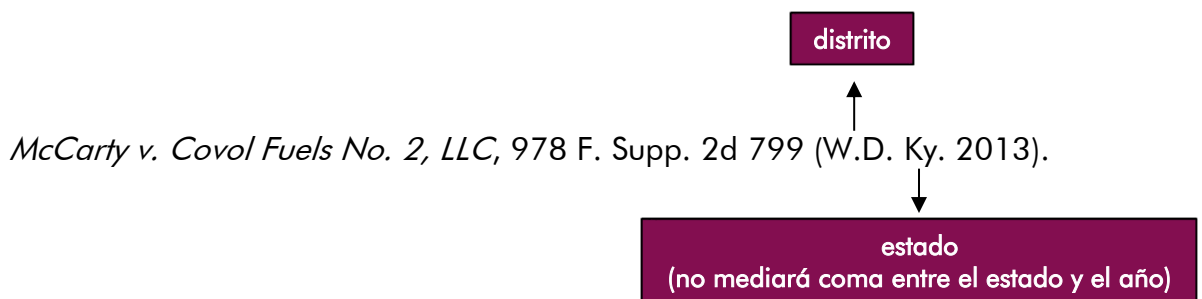 distrito
McCarty v. Covol Fuels No. 2, LLC, 978 F. Supp. 2d 799 (W.D. Ky. 2013).
estado
(no mediará coma entre el estado y el año)